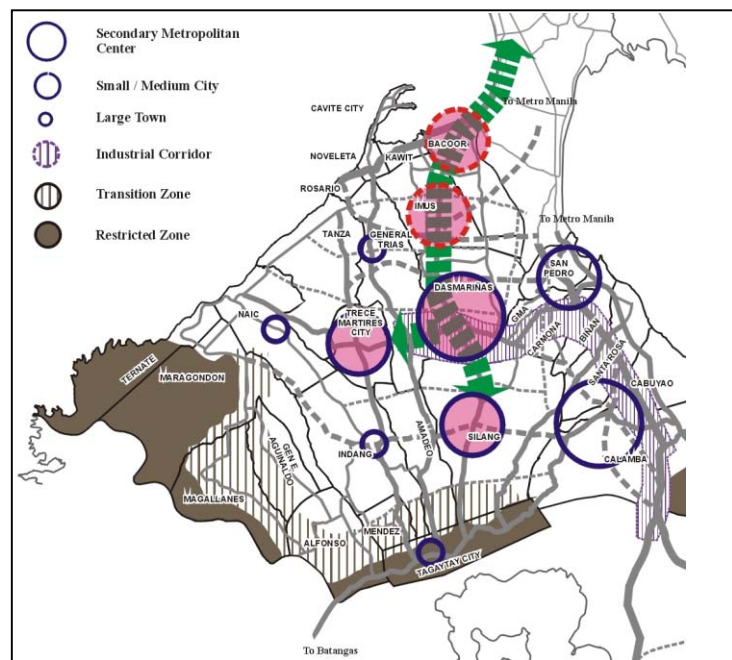 Secondary Metropolitan
Center
Small / Medium City
Large Town
Industrial Corridor
Transition Zone
Restricted Zone
To Metro Manila
CAVITE CITY
BACOOR
NOVELETA
KAWIT
ROSARIO
IMUS
To Metro Manila
TANZA
GENERAL
TRIAS
SAN
PEDRO
DASMARIÑAS
NAIC
TRECE
MARTIRES
CITY
GMA
CARMONA
BIÑAN
SANTA ROSA
CABUYAO
TERNATE
MARAGONDON
SILANG
AMADEO
INDANG
CALAMBA
GEN E.
AGUINALDO
MAGALLANES
ALFONSO
MENDEZ
TAGAYTAY CITY
To Batangas